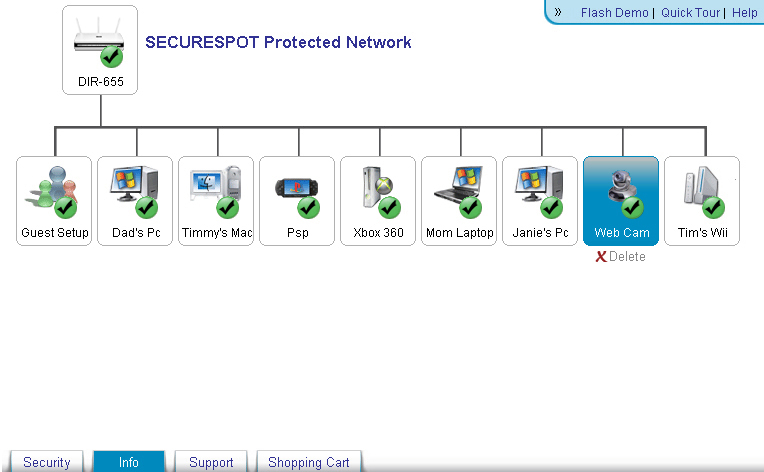 » Flash Demo | Quick Tour | Help
SECURESPOT Protected Network
DIR-655
Guest Setup
Dad's Pc
Timmy's Mac
Psp
Xbox 360
Mom Laptop
Janie's Pc
Web Cam
Tim's Wii
X Delete
Security
Info
Support
Shopping Cart